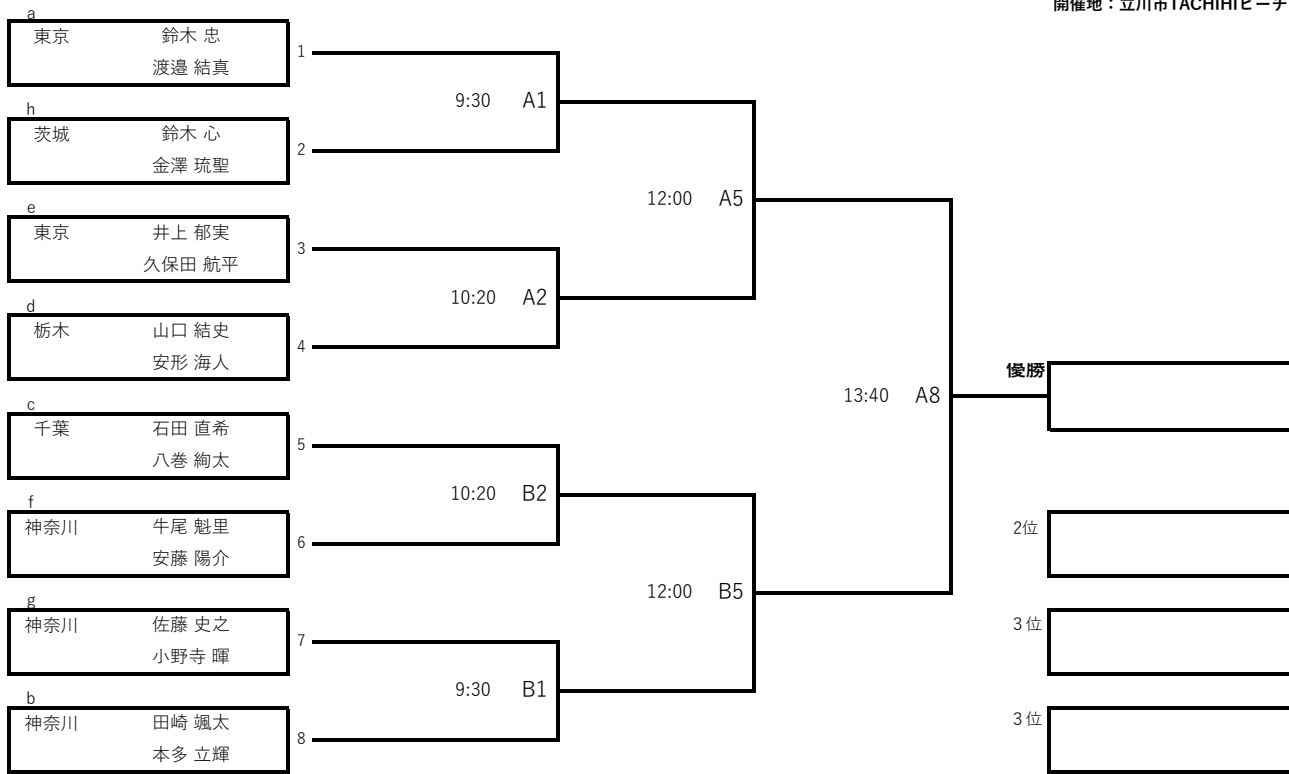 開催地：立川市TACHIHIビーチ
a
東京 鈴木 忠
渡邉 結真
1
9:30 A1
h
茨城 鈴木 心
金澤 琉聖
2
12:00 A5
e
東京 井上 郁実
久保田 航平
3
10:20 A2
d
栃木 山口 結史
安形 海人
4
13:40 A8
優勝
c
千葉 石田 直希
八巻 絢太
5
10:20 B2
f
神奈川 牛尾 魁里
安藤 陽介
6
2位
12:00 B5
g
神奈川 佐藤 史之
小野寺 暉
7
3位
9:30 B1
b
神奈川 田崎 颯太
本多 立輝
8
3位